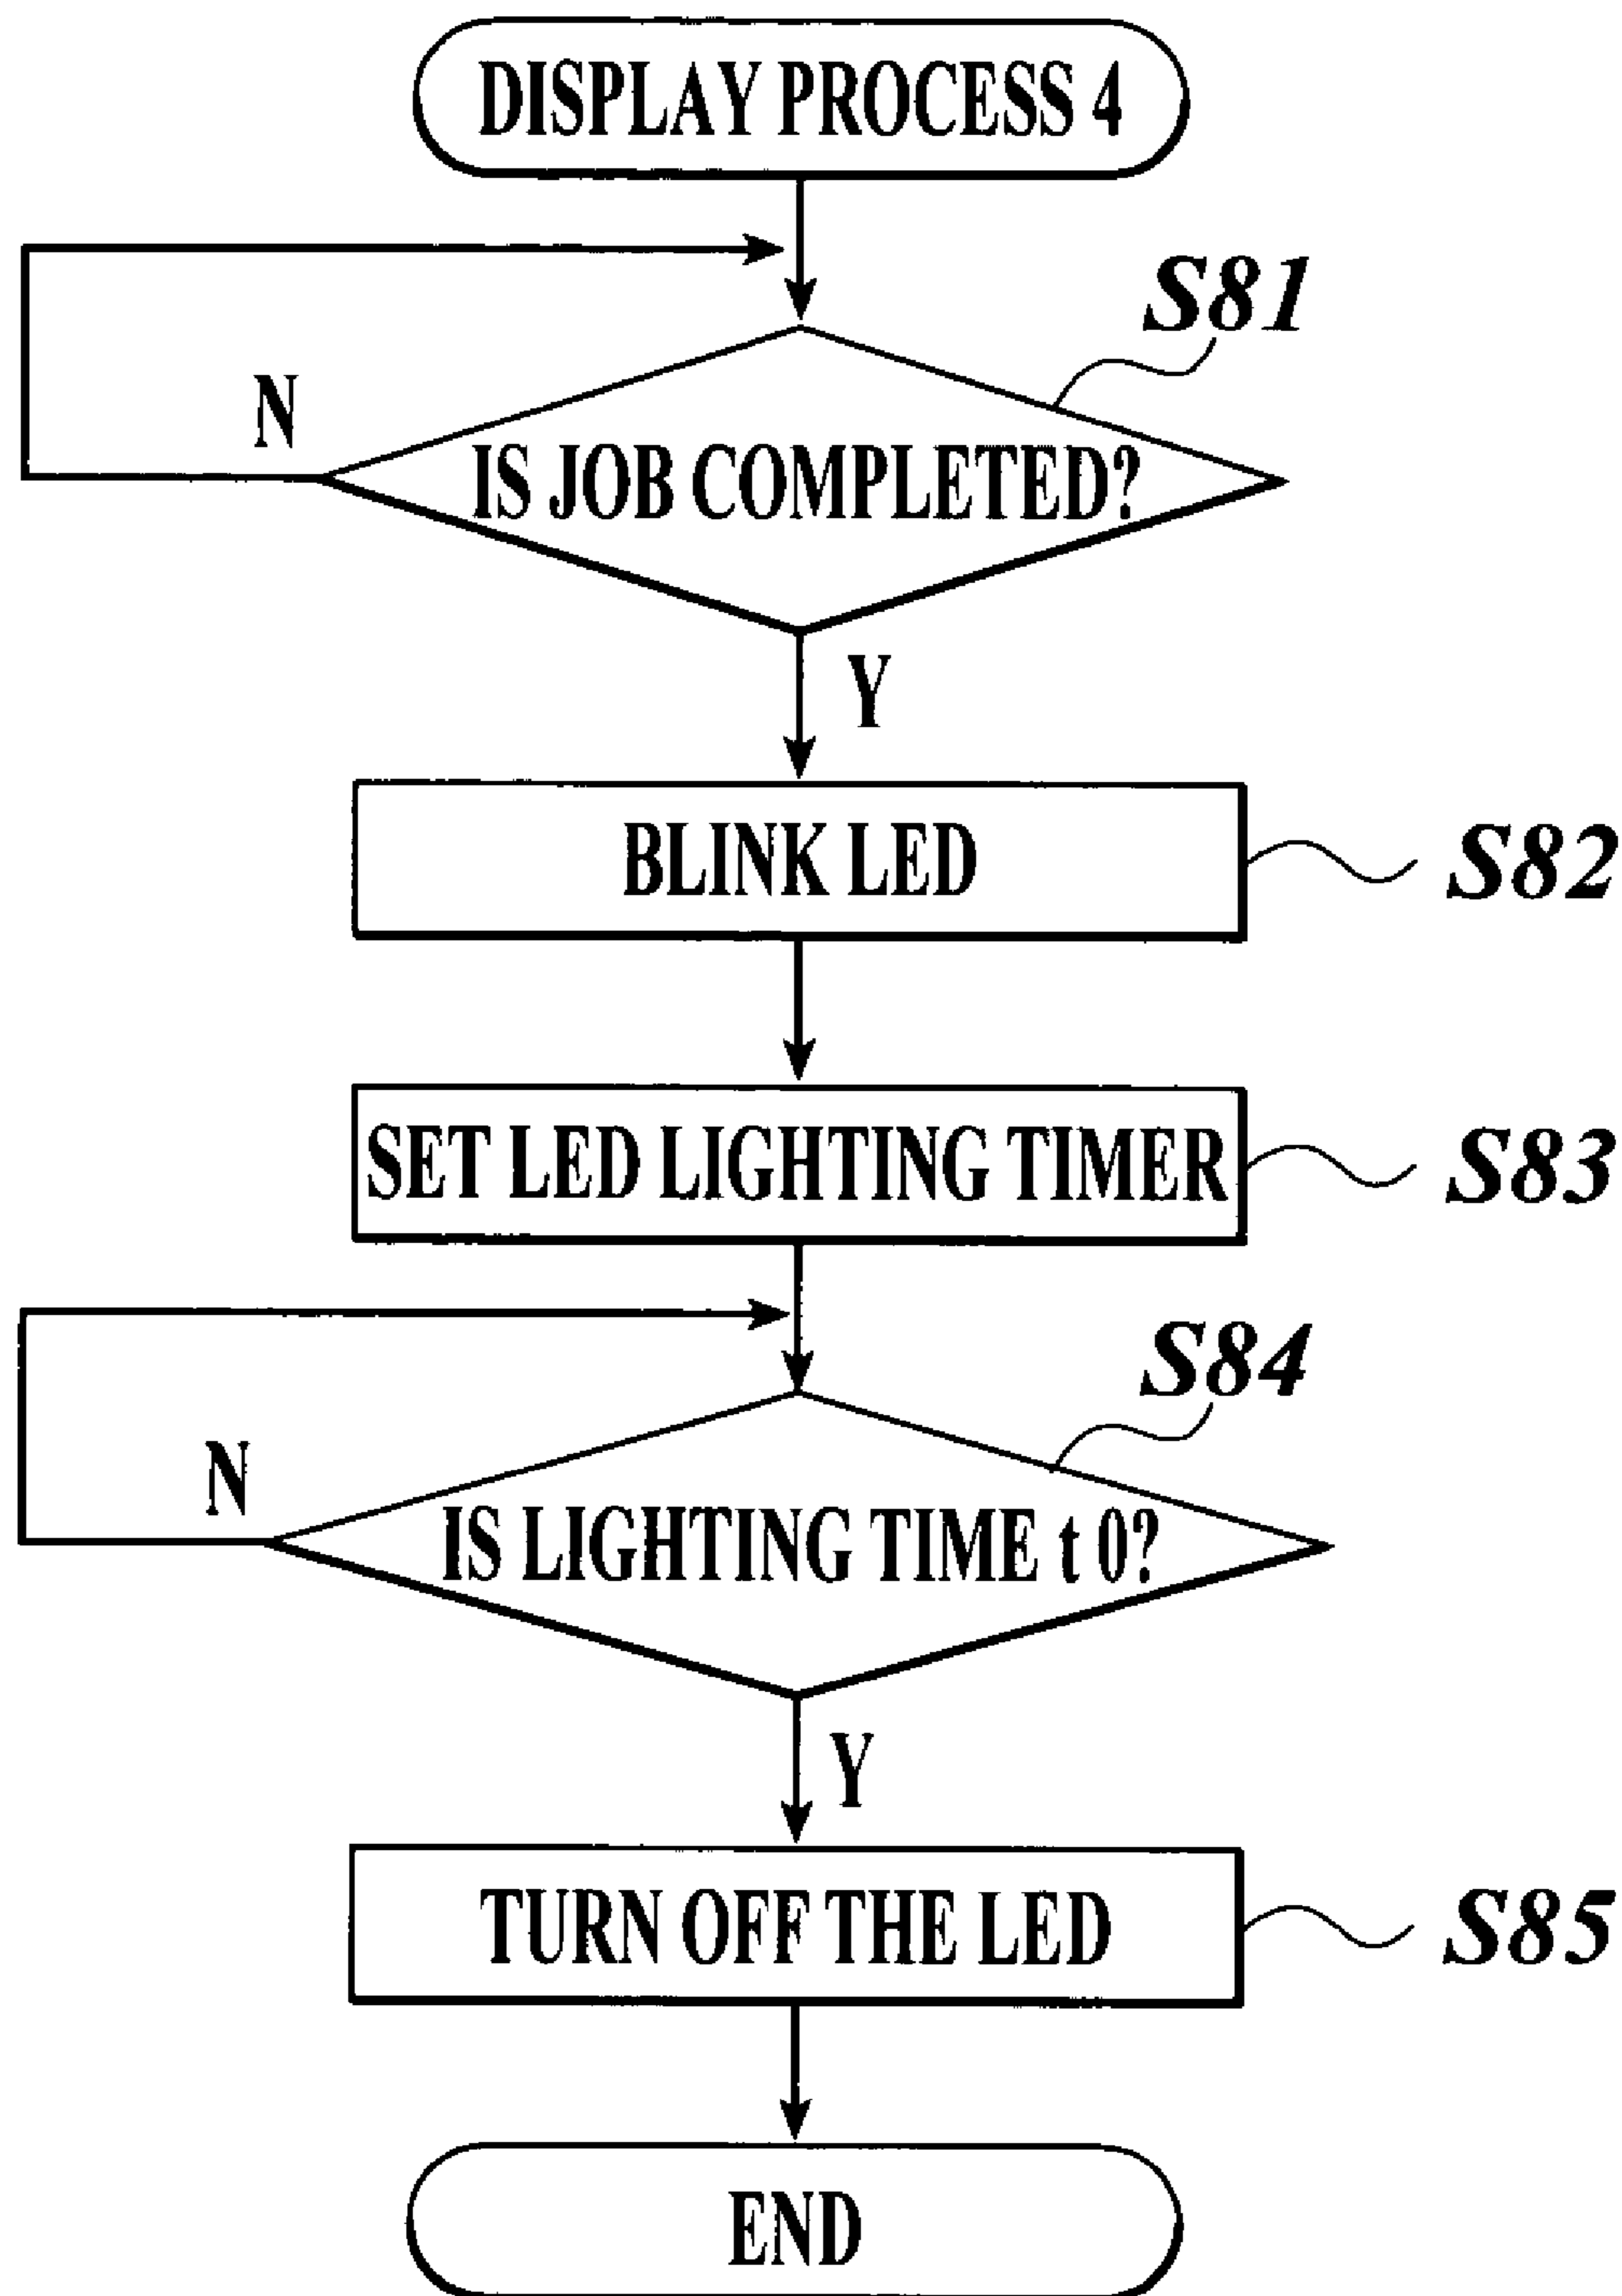 DISPLAY PROCESS 4
S81
N
IS JOB COMPLETED?
Y
BLINK LED
S82
SET LED LIGHTING TIMER
S83
S84
N
IS LIGHTING TIME t 0?
Y
TURN OFF THE LED
S85
END